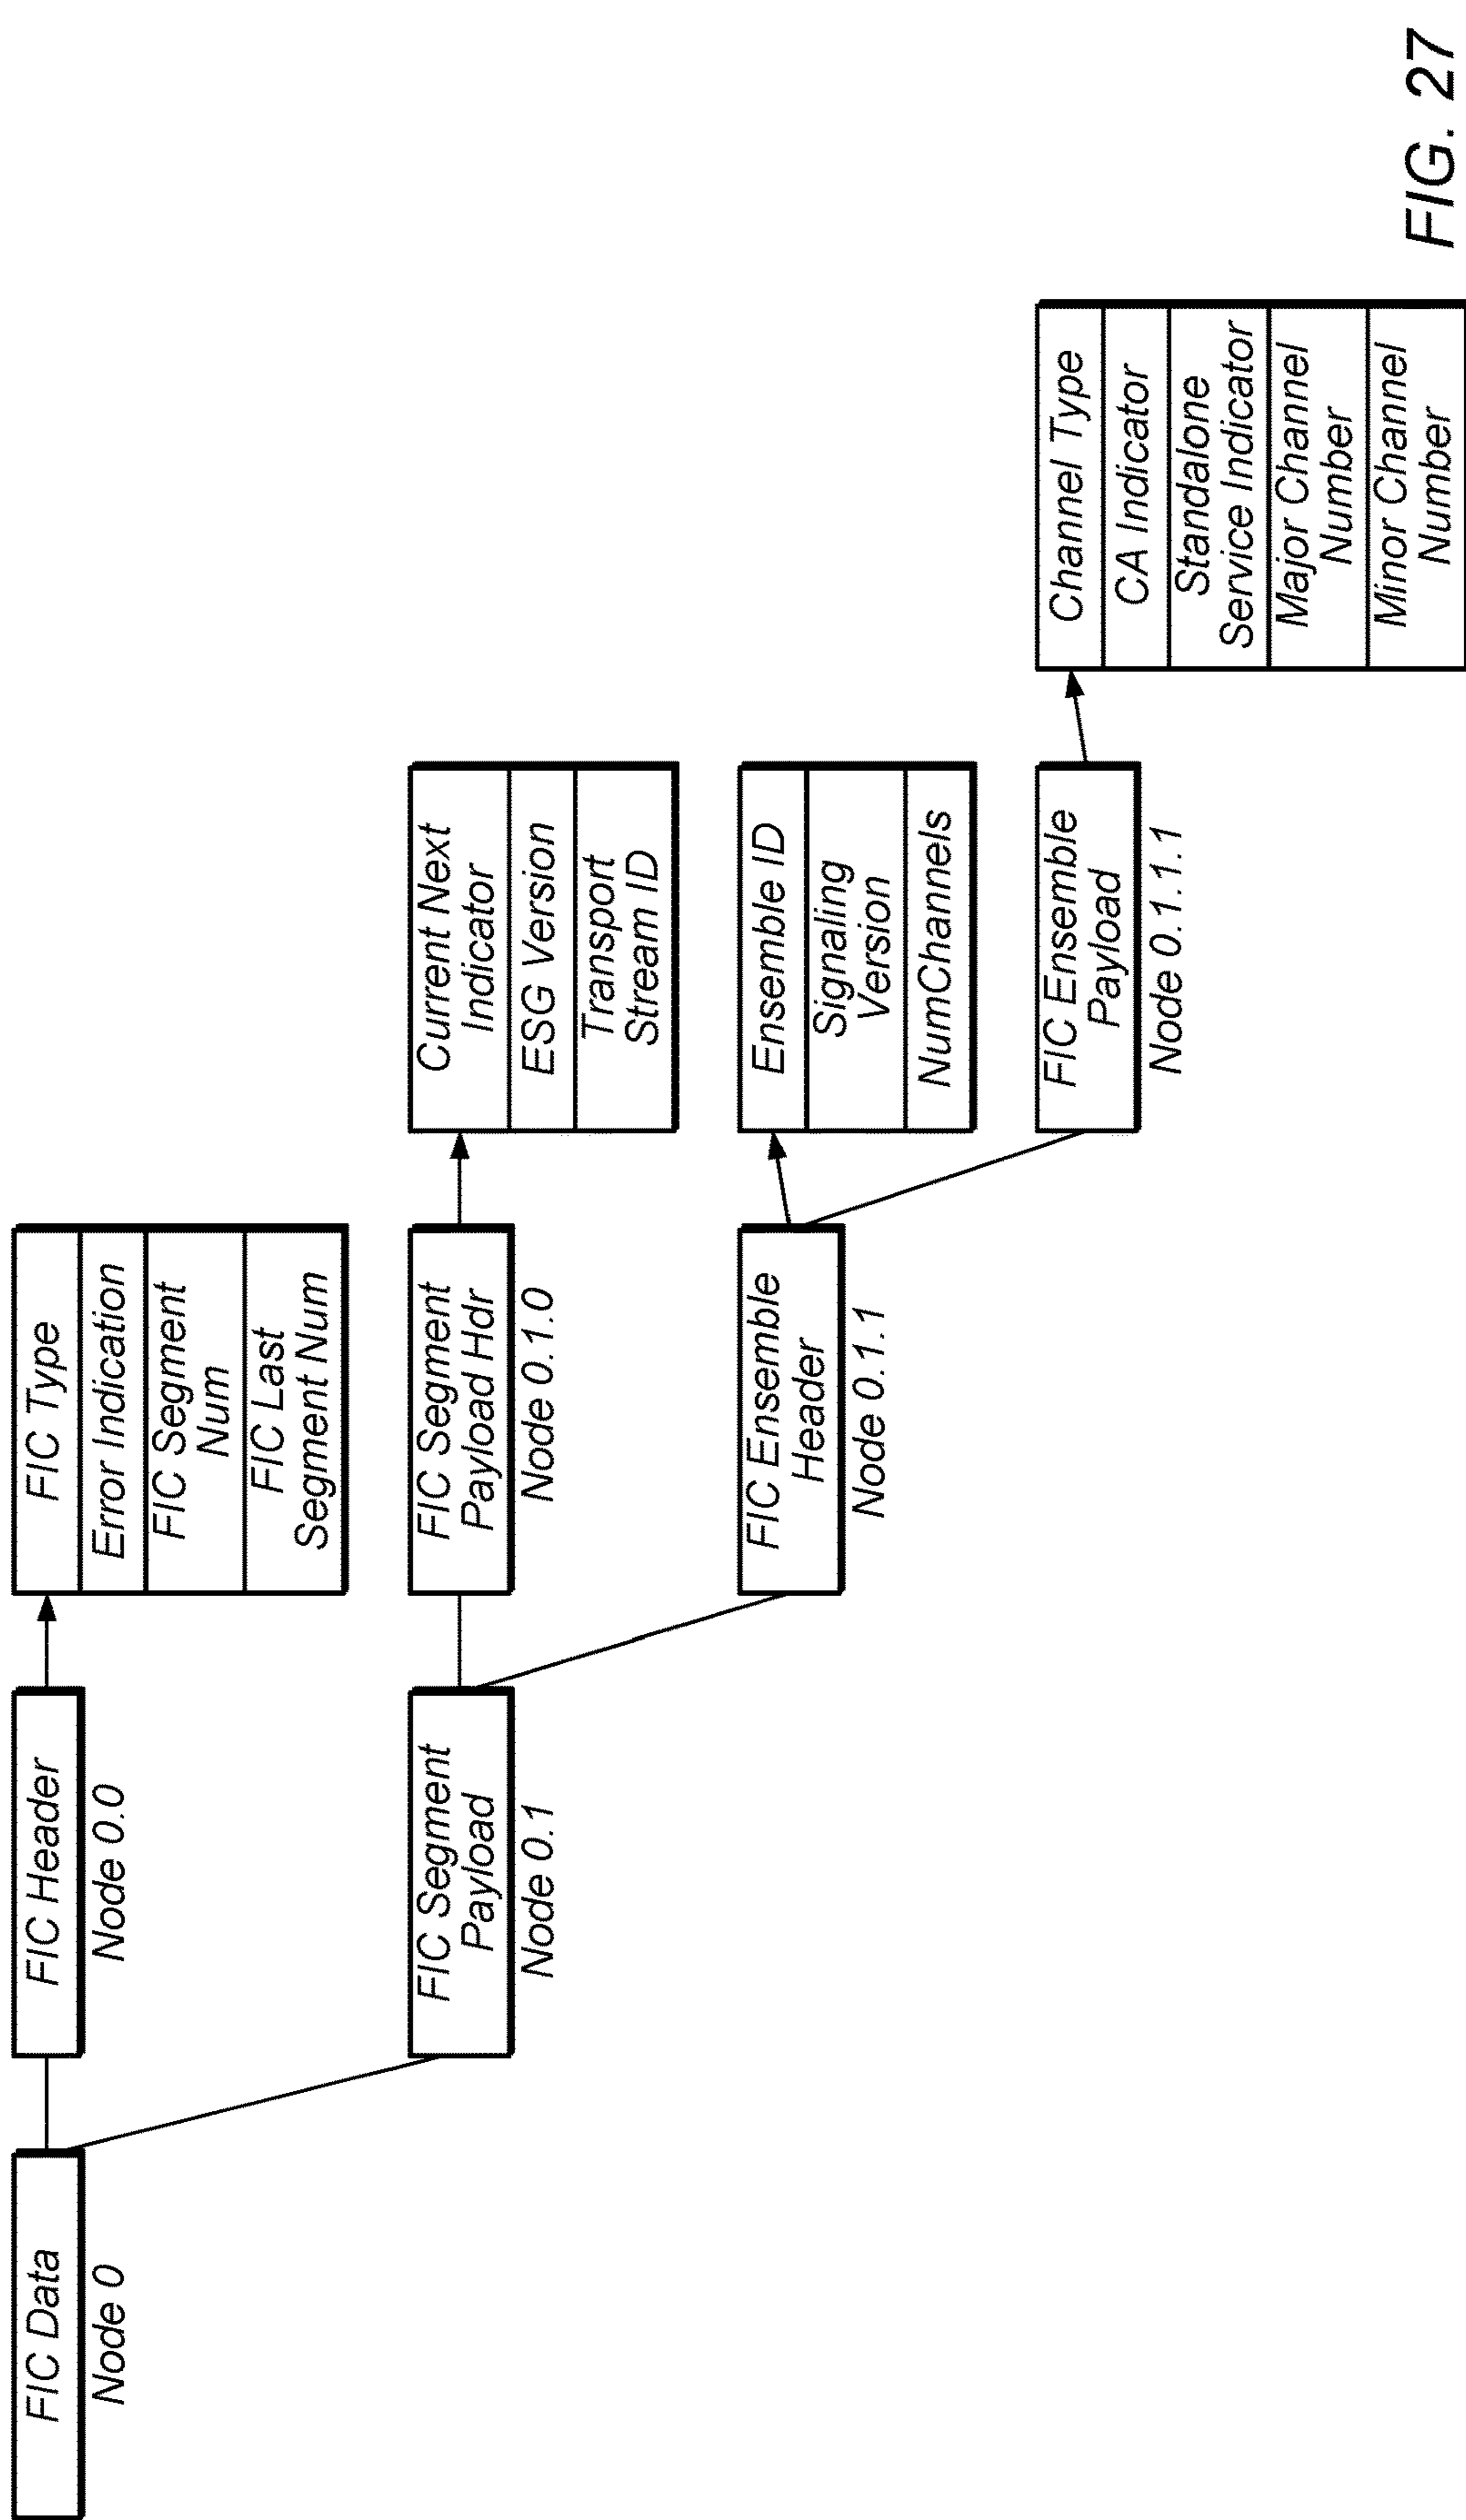 FIC Data
Node 0
FIC Header
Node 0.0
FIC Type
Error Indication
FIC Segment
Num
FIC Last
Segment Num
FIC Segment
Payload
Node 0.1
FIC Segment
Payload Hdr
Node 0.1.0
Current Next
Indicator
ESG Version
Transport
Stream ID
FIC Ensemble
Header
Node 0.1.1
Ensemble ID
Signaling
Version
NumChannels
FIC Ensemble
Payload
Node 0.1.1.1
Channel Type
CA Indicator
Standalone
Service Indicator
Major Channel
Number
Minor Channel
Number
FIG. 27